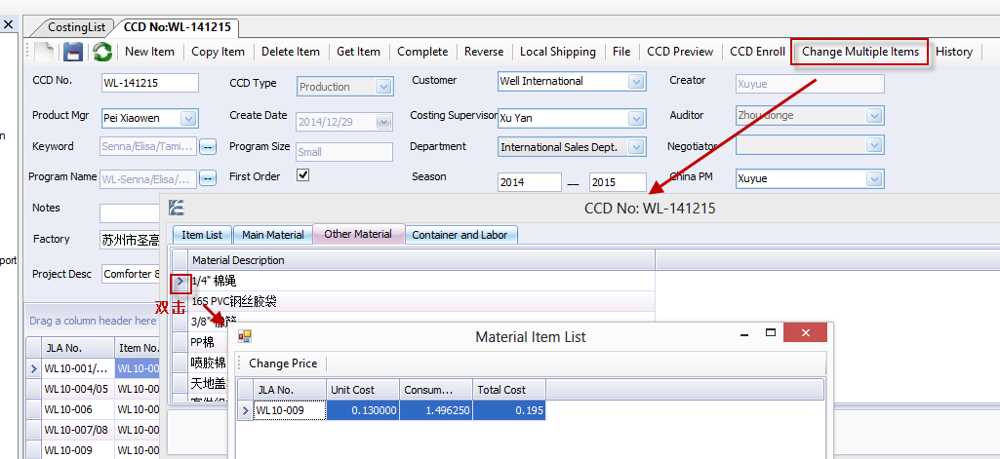 CostingList CCD No:WL-141215
New Item Copy Item Delete Item Get Item Complete Reverse Local Shipping File CCD Preview CCD Enroll Change Multiple Items History
CCD No. WL-141215 CCD Type Production Customer Well International Creator Xuyue
Product Mgr Pei Xiaowen Create Date 2014/12/29 Costing Supervisor Xu Yan Auditor
Keyword Senna/Elisa/Tami... Program Size Small Department International Sales Dept. Negotiator
Program Name WL-Senna/Elisa/... First Order Season 2014 — 2015 China PM Xuyue
Notes
Factory 苏州市圣高
port
Project Desc Comforter 8
Drag a column header here
JLA No. Item No.
WL10-001/... WL10-00
WL10-004/05 WL10-00
WL10-006 WL10-00
WL10-007/08 WL10-00
WL10-009 WL10-00
CCD No: WL-141215
Item List Main Material Other Material Container and Labor
Material Description
1/4" 棉绳
双击
16S PVC钢丝胶袋
3/8"
PP棉
喷胶棉
天地盖
Material Item List
Change Price
JLA No. Unit Cost Consum... Total Cost
WL10-009 0.130000 1.496250 0.195